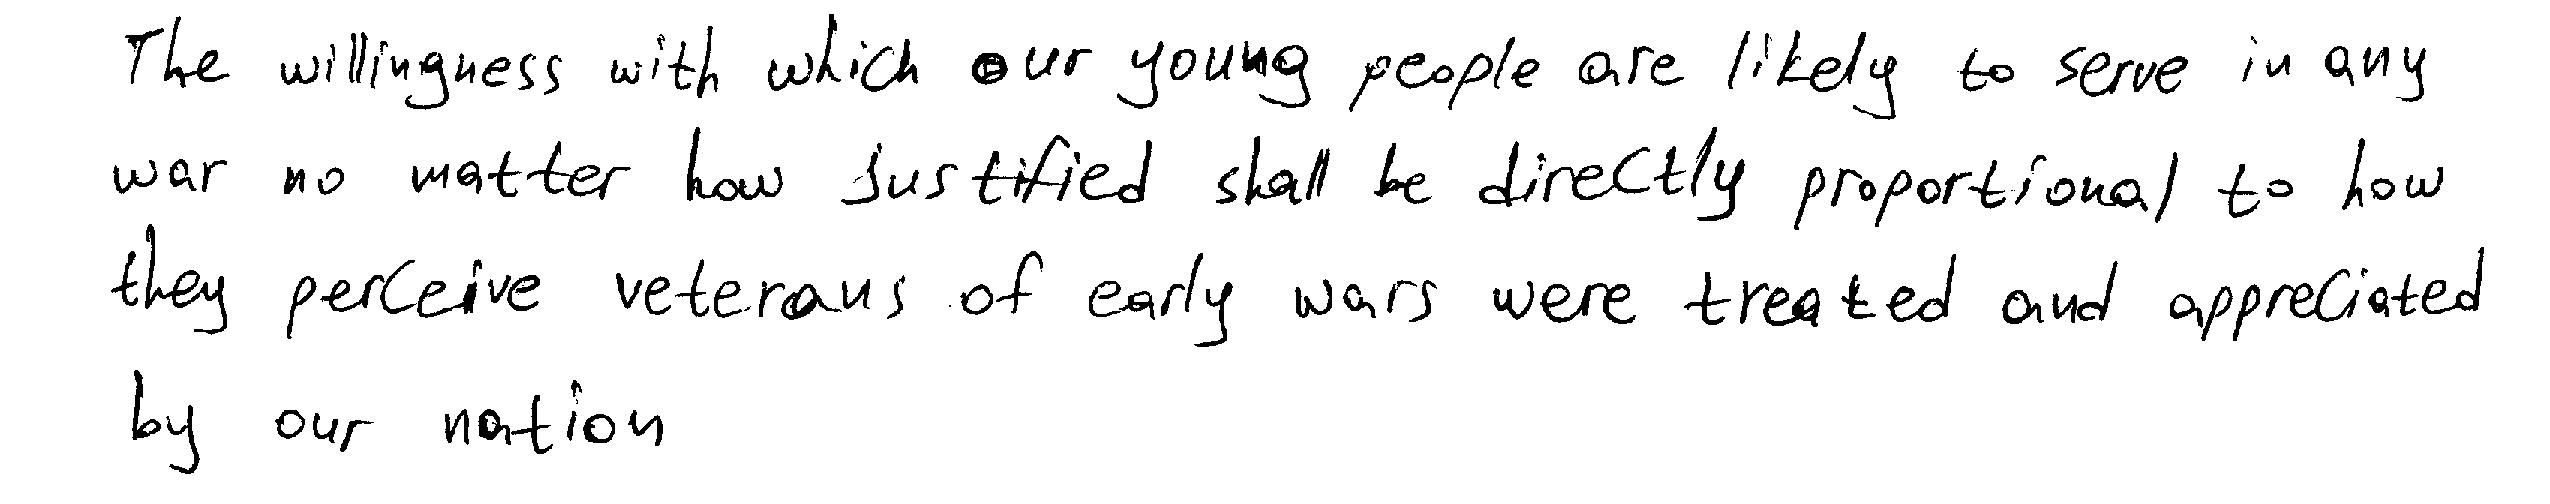 The willingness with which our young people are likely to serve in any
war no matter how justified shall be directly proportional to how
they perceive veterans of early wars were treated and appreciated
by our nation